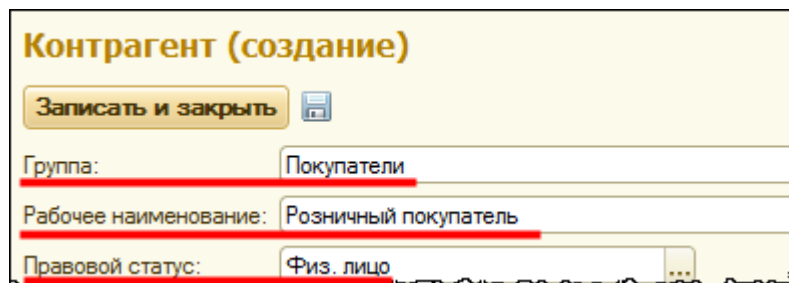 Контрагент (создание)
Записать и закрыть
Группа: Покупатели
Рабочее наименование: Розничный покупатель
Правовой статус: Физ. лицо ...